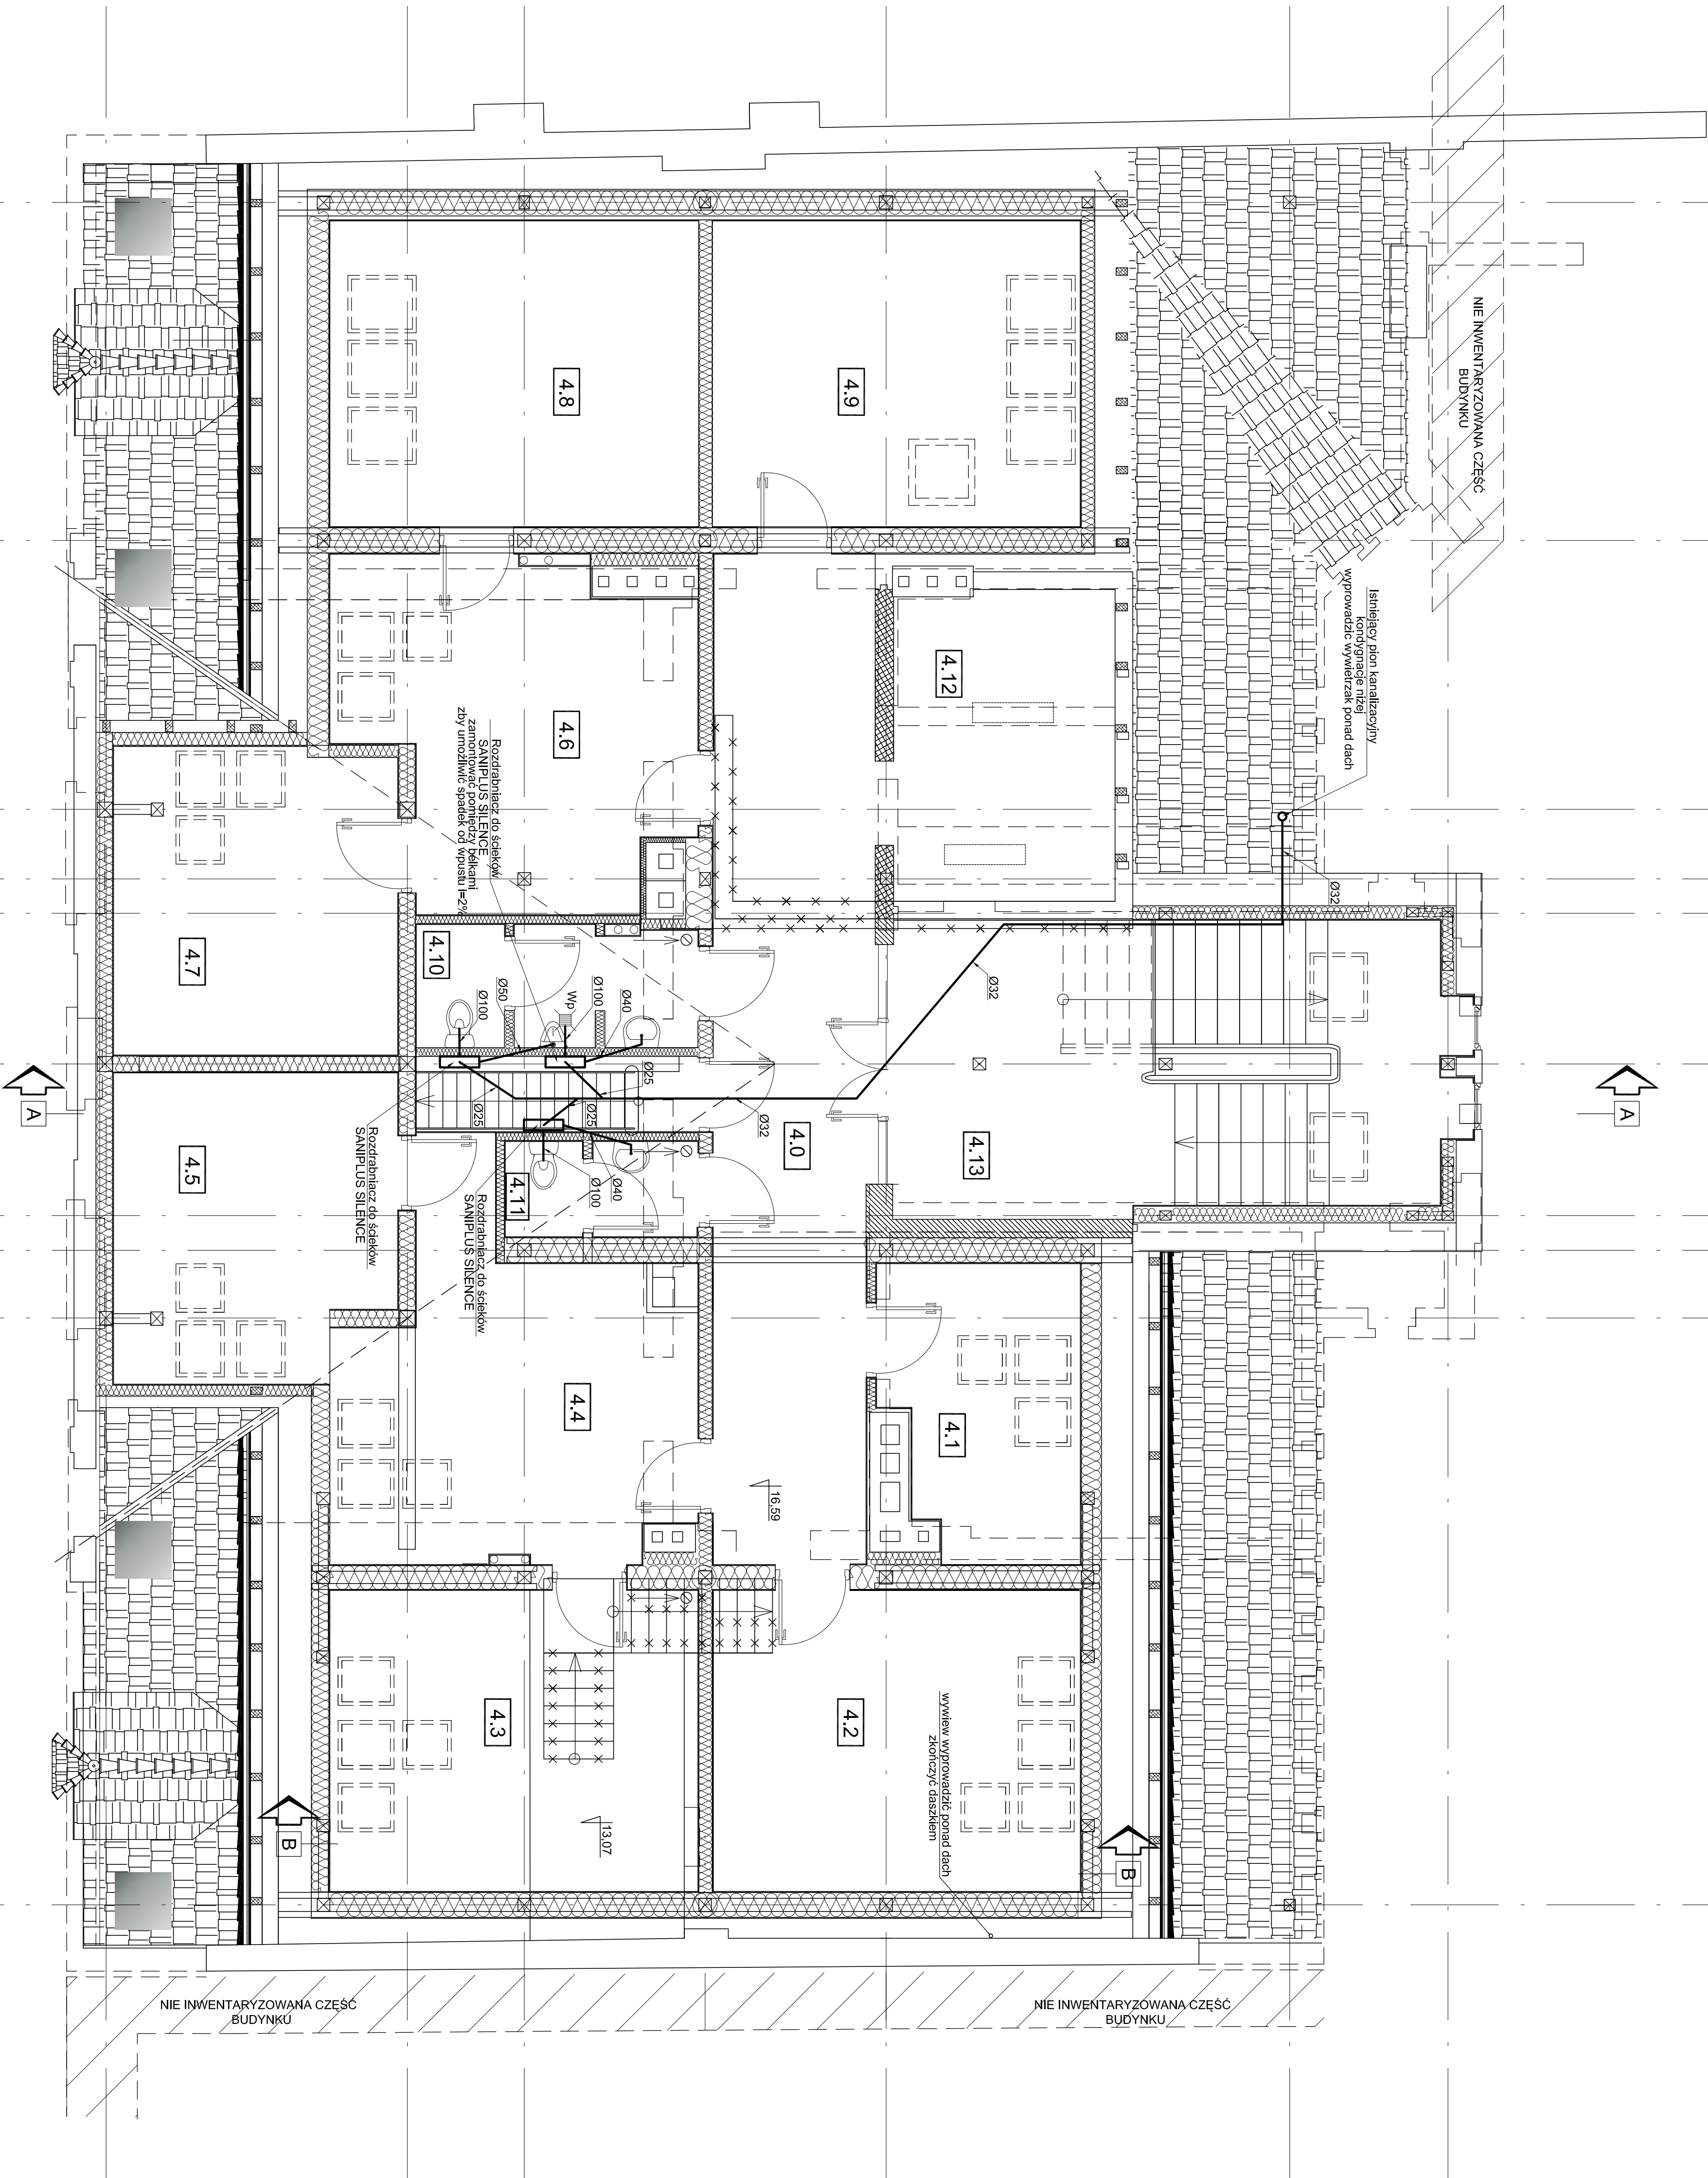 NIE INWENTARYZOWANA CZĘŚĆ
BUDYNKU
Istniejący pion kanalizacyjny
kondygnacje niżej
wyprowadzic wywietrzak ponad dach
Ø32
4.9
4.8
4.12
4.6
Rozdrabniacz do ścieków
SANIPLUS SILENCE
zamontować pomiędzy belkami
zby umożliwić spadek od wpustu i=2%
4.10
4.7
Ø32
Ø40
Ø100
Wp
Ø50
Ø100
A
A
Ø25
Ø32
Ø25
Ø25
4.0
4.13
4.5
Rozdrabniacz do ścieków
SANIPLUS SILENCE
4.11
Ø40
Ø100
Rozdrabniacz do ścieków
SANIPLUS SILENCE
4.4
4.1
16,59
4.3
4.2
wywiew wyprowadzić ponad dach
zkończyć daszkiem
13,07
B
B
NIE INWENTARYZOWANA CZĘŚĆ
BUDYNKU
NIE INWENTARYZOWANA CZĘŚĆ
BUDYNKU